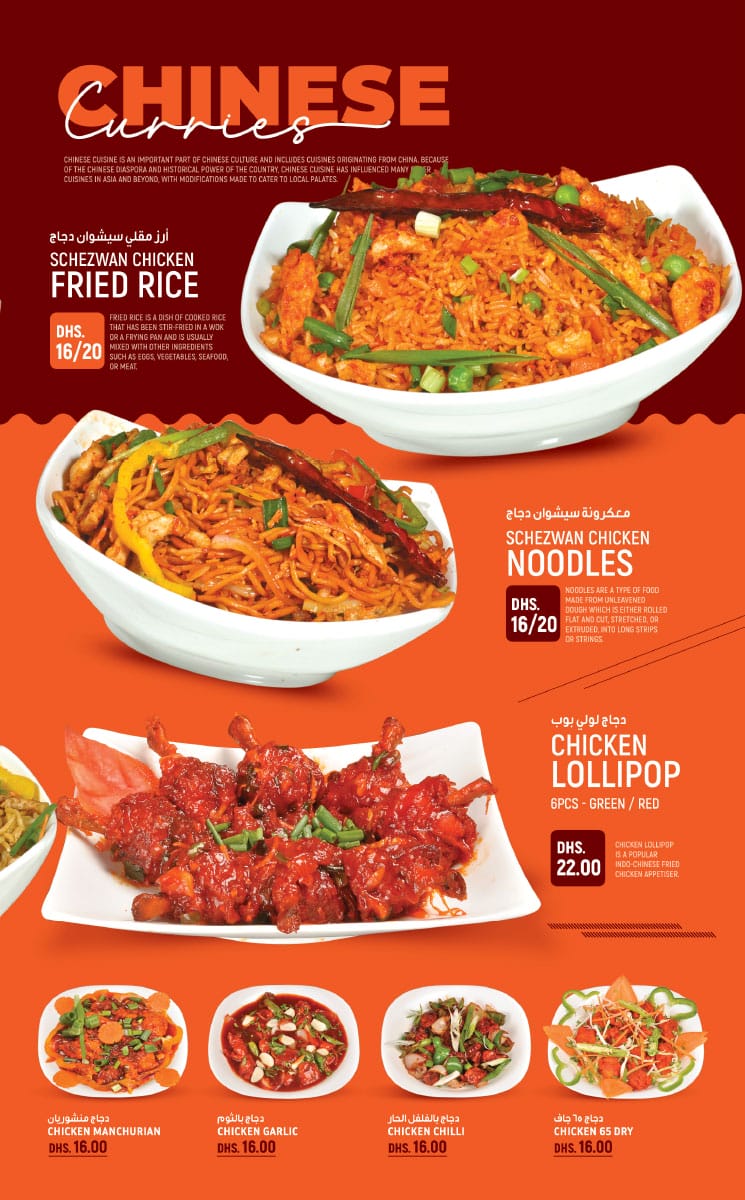 CHINESE
Curries
CHINESE CUISINE IS AN IMPORTANT PART OF CHINESE CULTURE AND INCLUDES CUISINES ORIGINATING FROM CHINA. BECAUSE
OF THE CHINESE DIASPORA AND HISTORICAL POWER OF THE COUNTRY, CHINESE CUISINE HAS INFLUENCED MANY
CUISINES IN ASIA AND BEYOND, WITH MODIFICATIONS MADE TO CATER TO LOCAL PALATES.
أرز مقلي سيشوان دجاج
SCHEZWAN CHICKEN
FRIED RICE
DHS.
16/20
FRIED RICE IS A DISH OF COOKED RICE
THAT HAS BEEN STIR-FRIED IN A WOK
OR A FRYING PAN AND IS USUALLY
MIXED WITH OTHER INGREDIENTS
SUCH AS EGGS, VEGETABLES, SEAFOOD,
OR MEAT.
معكرونة سيشوان دجاج
SCHEZWAN CHICKEN
NOODLES
DHS.
16/20
NOODLES ARE A TYPE OF FOOD
MADE FROM UNLEAVENED
DOUGH WHICH IS EITHER ROLLED
FLAT AND CUT, STRETCHED, OR
EXTRUDED, INTO LONG STRIPS
OR STRINGS.
دجاج لولي بوب
CHICKEN
LOLLIPOP
6PCS - GREEN / RED
DHS.
22.00
CHICKEN LOLLIPOP
IS A POPULAR
INDO-CHINESE FRIED
CHICKEN APPETISER.
دجاج منشوريان
CHICKEN MANCHURIAN
DHS. 16.00
دجاج بالثوم
CHICKEN GARLIC
DHS. 16.00
دجاج بالفلفل الحار
CHICKEN CHILLI
DHS. 16.00
دجاج ٦٥ جاف
CHICKEN 65 DRY
DHS. 16.00